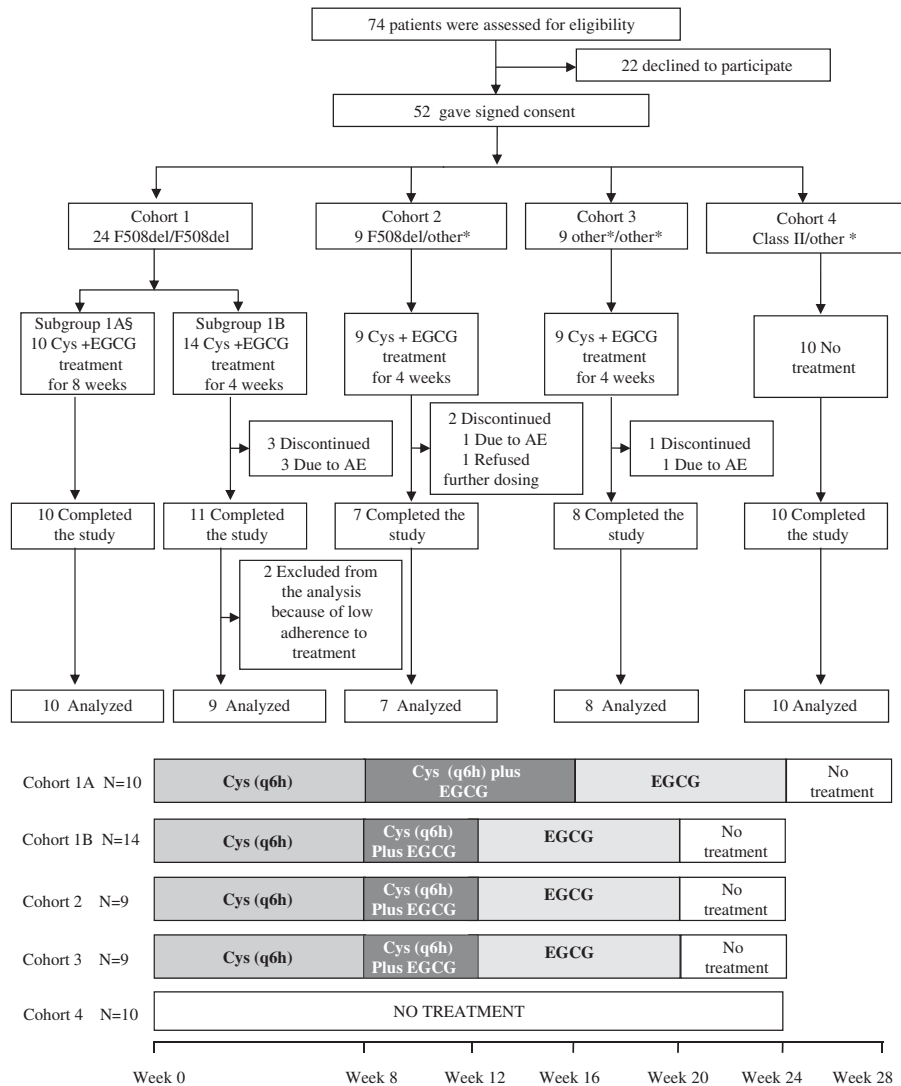 74 patients were assessed for eligibility
22 declined to participate
52 gave signed consent
Cohort 1
24 F508del/F508del
Cohort 2
9 F508del/other*
Cohort 3
9 other*/other*
Cohort 4
Class II/other *
Subgroup 1A§
10 Cys +EGCG
treatment
for 8 weeks
Subgroup 1B
14 Cys +EGCG
treatment
for 4 weeks
9 Cys + EGCG
treatment
for 4 weeks
9 Cys + EGCG
treatment
for 4 weeks
10 No
treatment
3 Discontinued
3 Due to AE
2 Discontinued
1 Due to AE
1 Refused
further dosing
1 Discontinued
1 Due to AE
10 Completed
the study
11 Completed
the study
7 Completed the
study
8 Completed the
study
10 Completed
the study
2 Excluded from
the analysis
because of low
adherence to
treatment
10 Analyzed
9 Analyzed
7 Analyzed
8 Analyzed
10 Analyzed
Cohort 1A N=10
Cys (q6h)
Cys (q6h) plus
EGCG
EGCG
No
treatment
Cohort 1B N=14
Cys (q6h)
Cys (q6h)
Plus EGCG
EGCG
No
treatment
Cohort 2 N=9
Cys (q6h)
Cys (q6h)
Plus EGCG
EGCG
No
treatment
Cohort 3 N=9
Cys (q6h)
Cys (q6h)
Plus EGCG
EGCG
No
treatment
Cohort 4 N=10
NO TREATMENT
Week 0 Week 8 Week 12 Week 16 Week 20 Week 24 Week 28